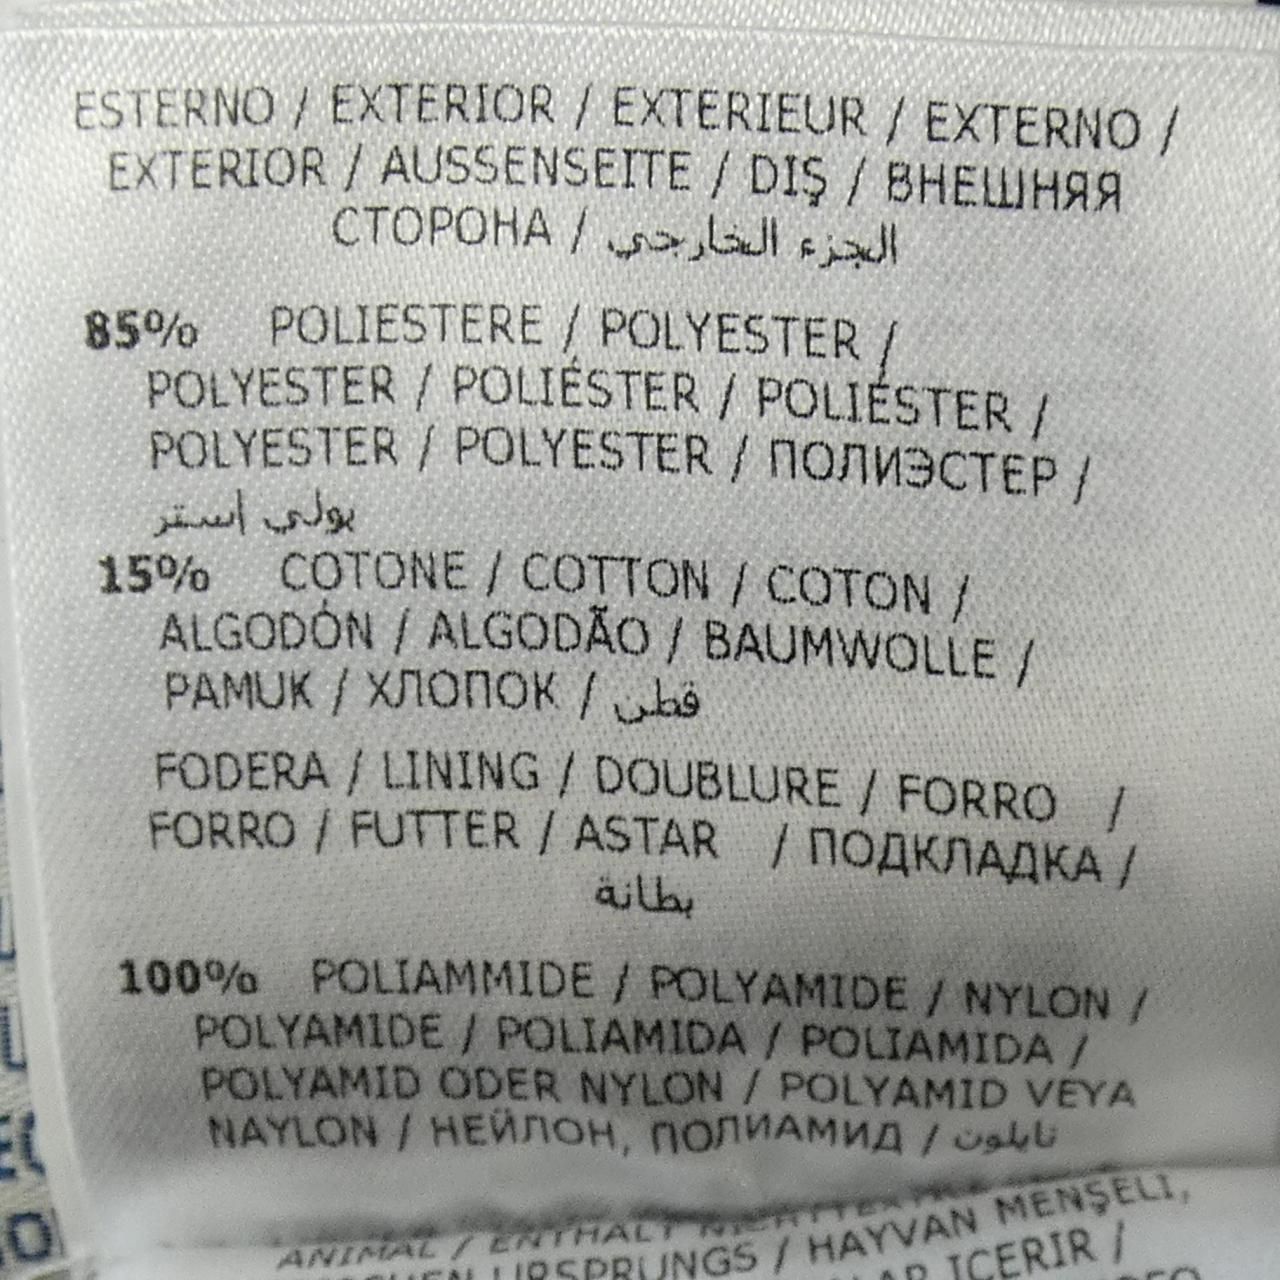 ESTERNO / EXTERIOR / EXTERIEUR / EXTERNO /
EXTERIOR / AUSSENSEITE / DIŞ / ВНЕШНЯЯ
СТОРОНА / الجزء الخارجي
85% POLIESTERE / POLYESTER /
POLYESTER / POLIÉSTER / POLIÉSTER /
POLYESTER / POLYESTER / ПОЛИЭСТЕР /
بولي استر
15% COTONE / COTTON / COTON /
ALGODÓN / ALGODÃO / BAUMWOLLE /
PAMUK / ХЛОПОК / قطن
FODERA / LINING / DOUBLURE / FORRO /
FORRO / FUTTER / ASTAR / ПОДКЛАДКА /
بطانة
100% POLIAMMIDE / POLYAMIDE / NYLON /
POLYAMIDE / POLIAMIDA / POLIAMIDA /
POLYAMID ODER NYLON / POLYAMID VEYA
NAYLON / НЕЙЛОН, ПОЛИАМИД / نايلون
ANIMAL / ENTHÄLT
URSPRUNGS / HAYVAN MENŞELI,
ICERIR /